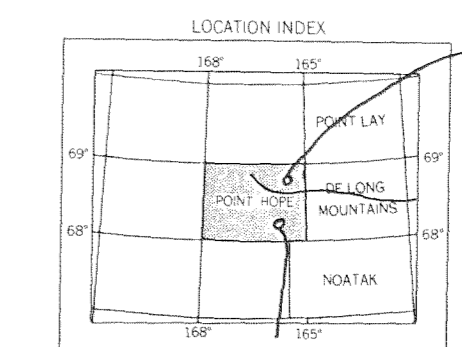 LOCATION INDEX
168° 165°
POINT LAY
69° 69°
POINT HOPE DE LONG
MOUNTAINS
68° 68°
NOATAK
168° 165°